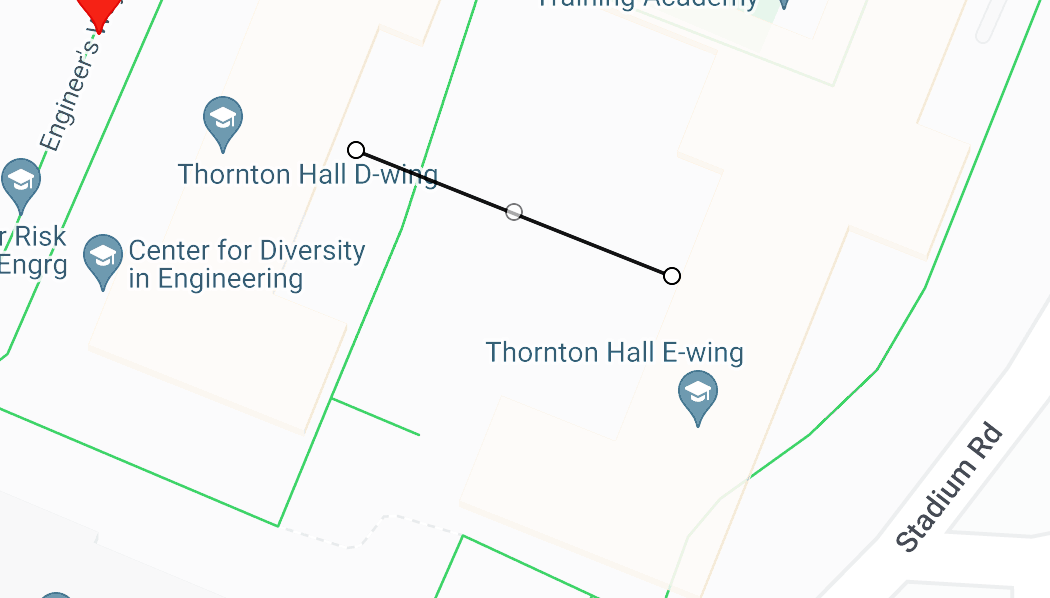 Training Academy
Engineer's
Thornton Hall D-wing
r Risk
Engrg
Center for Diversity
in Engineering
Thornton Hall E-wing
Stadium Rd